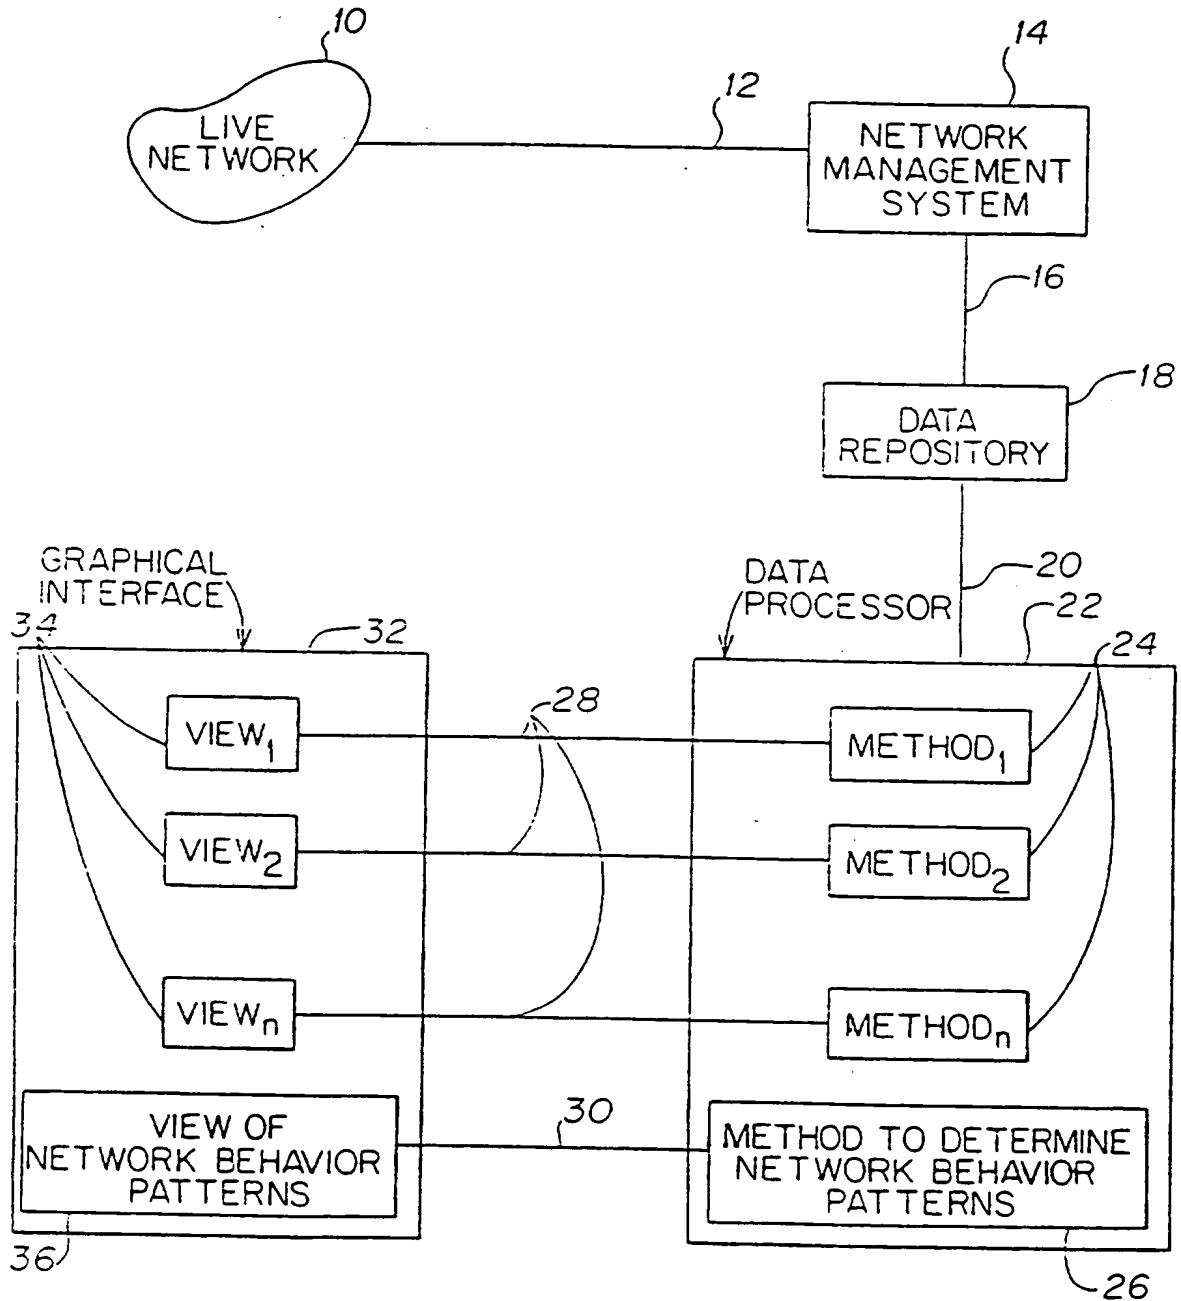 10
14
12
LIVE
NETWORK
NETWORK
MANAGEMENT
SYSTEM
16
18
DATA
REPOSITORY
GRAPHICAL
INTERFACE
DATA
PROCESSOR
20
22
34
32
24
28
VIEW1
METHOD1
VIEW2
METHOD2
VIEWn
METHODn
30
VIEW OF
NETWORK BEHAVIOR
PATTERNS
METHOD TO DETERMINE
NETWORK BEHAVIOR
PATTERNS
36
26